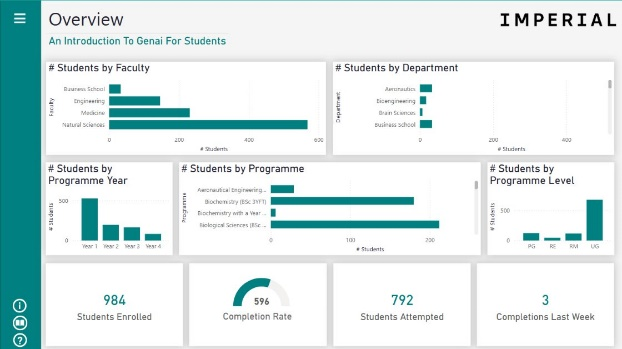 Overview
IMPERIAL
An Introduction To Genai For Students
# Students by Faculty
Faculty
Business School
Engineering
Medicine
Natural Sciences
0 200 400 600
# Students
# Students by Department
Department
Aeronautics
Bioengineering
Brain Sciences
Business School
0 200 400
# Students
# Students by
Programme Year
# Students
500
0
Year 1 Year 2 Year 3 Year 4
# Students by Programme
Programme
Aeronautical Engineering...
Biochemistry (BSc 3YFT)
Biochemistry with a Year ...
Biological Sciences (BSc ...
0 100 200
# Students
# Students by
Programme Level
# Students
500
0
PG RE RM UG
984
Students Enrolled
596
Completion Rate
792
Students Attempted
3
Completions Last Week